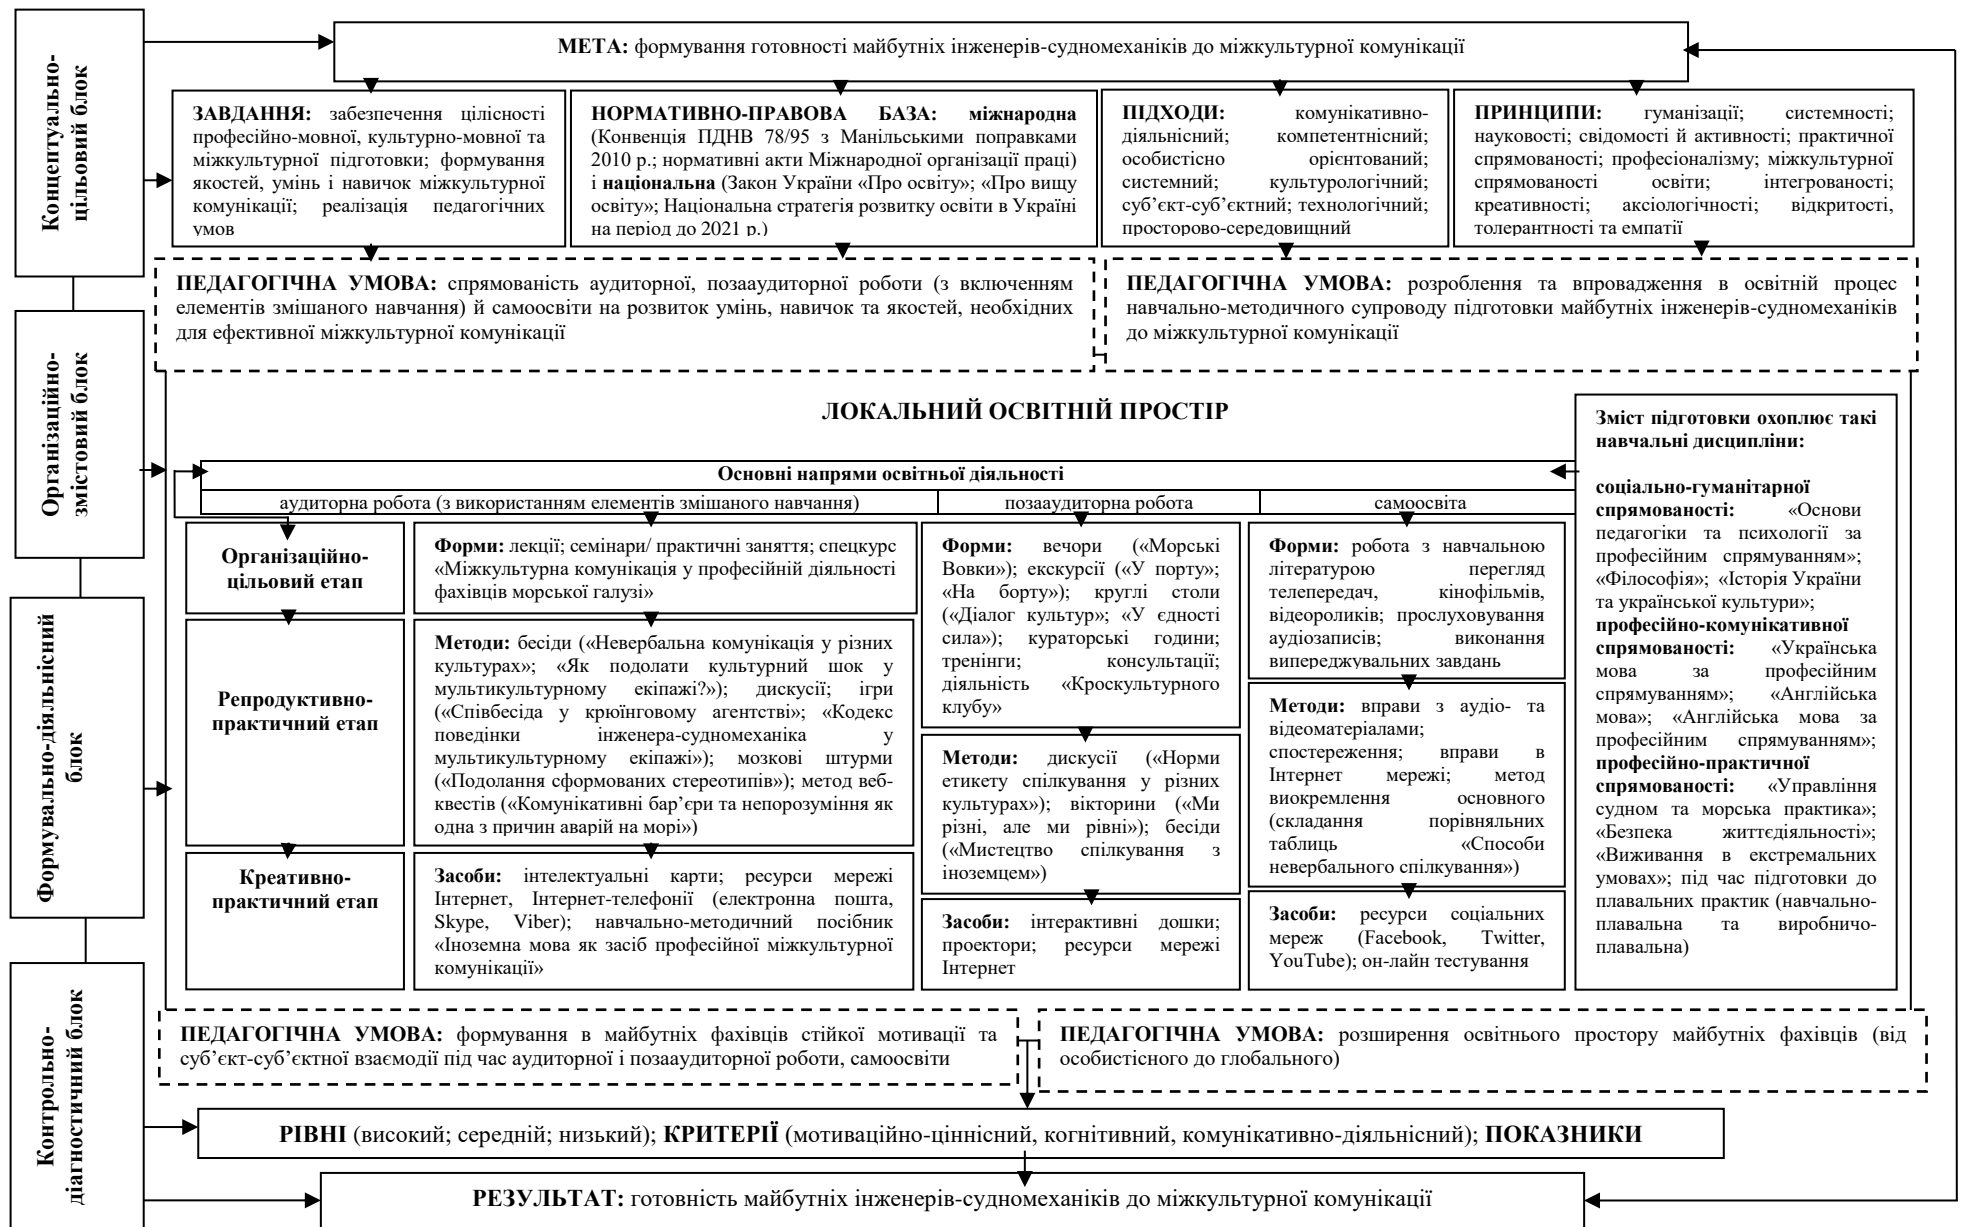 Концептуально-
цільовий блок
МЕТА: формування готовності майбутніх інженерів-судномеханіків до міжкультурної комунікації
ЗАВДАННЯ: забезпечення цілісності
професійно-мовної, культурно-мовної та
міжкультурної підготовки; формування
якостей, умінь і навичок міжкультурної
комунікації; реалізація педагогічних
умов
НОРМАТИВНО-ПРАВОВА БАЗА: міжнародна
(Конвенція ПДНВ 78/95 з Манільськими поправками
2010 р.; нормативні акти Міжнародної організації праці)
і національна (Закон України «Про освіту»; «Про вищу
освіту»; Національна стратегія розвитку освіти в Україні
на період до 2021 р.)
ПІДХОДИ: комунікативно-
діяльнісний; компетентнісний;
особистісно орієнтований;
системний; культурологічний;
суб’єкт-суб’єктний; технологічний;
просторово-середовищний
ПРИНЦИПИ: гуманізації; системності;
науковості; свідомості й активності; практичної
спрямованості; професіоналізму; міжкультурної
спрямованості освіти; інтегрованості;
креативності; аксіологічності; відкритості,
толерантності та емпатії
ПЕДАГОГІЧНА УМОВА: спрямованість аудиторної, позааудиторної роботи (з включенням
елементів змішаного навчання) й самоосвіти на розвиток умінь, навичок та якостей, необхідних
для ефективної міжкультурної комунікації
ПЕДАГОГІЧНА УМОВА: розроблення та впровадження в освітній процес
навчально-методичного супроводу підготовки майбутніх інженерів-судномеханіків
до міжкультурної комунікації
Організаційно-
змістовий блок
ЛОКАЛЬНИЙ ОСВІТНІЙ ПРОСТІР
Основні напрями освітньої діяльності
аудиторна робота (з використанням елементів змішаного навчання)
позааудиторна робота
самоосвіта
Формувально-діяльнісний
блок
Організаційно-
цільовий етап
Репродуктивно-
практичний етап
Креативно-
практичний етап
Форми: лекції; семінари/ практичні заняття; спецкурс
«Міжкультурна комунікація у професійній діяльності
фахівців морської галузі»
Методи: бесіди («Невербальна комунікація у різних
культурах»; «Як подолати культурний шок у
мультикультурному екіпажі?»); дискусії; ігри
(«Співбесіда у крюїнговому агентстві»; «Кодекс
поведінки інженера-судномеханіка у
мультикультурному екіпажі»); мозкові штурми
(«Подолання сформованих стереотипів»); метод веб-
квестів («Комунікативні бар’єри та непорозуміння як
одна з причин аварій на морі»)
Засоби: інтелектуальні карти; ресурси мережі
Інтернет, Інтернет-телефонії (електронна пошта,
Skype, Viber); навчально-методичний посібник
«Іноземна мова як засіб професійної міжкультурної
комунікації»
Форми: вечори («Морські
Вовки»); екскурсії («У порту»;
«На борту»); круглі столи
(«Діалог культур»; «У єдності
сила»); кураторські години;
тренінги; консультації;
діяльність «Кроскультурного
клубу»
Методи: дискусії («Норми
етикету спілкування у різних
культурах»); вікторини («Ми
різні, але ми рівні»); бесіди
(«Мистецтво спілкування з
іноземцем»)
Засоби: інтерактивні дошки;
проектори; ресурси мережі
Інтернет
Форми: робота з навчальною
літературою перегляд
телепередач, кінофільмів,
відеороликів; прослуховування
аудіозаписів; виконання
випереджувальних завдань
Методи: вправи з аудіо- та
відеоматеріалами;
спостереження; вправи в
Інтернет мережі; метод
виокремлення основного
(складання порівняльних
таблиць «Способи
невербального спілкування»)
Засоби: ресурси соціальних
мереж (Facebook, Twitter,
YouTube); он-лайн тестування
Зміст підготовки охоплює такі
навчальні дисципліни:
соціально-гуманітарної
спрямованості: «Основи
педагогіки та психології за
професійним спрямуванням»;
«Філософія»; «Історія України
та української культури»;
професійно-комунікативної
спрямованості: «Українська
мова за професійним
спрямуванням»; «Англійська
мова»; «Англійська мова за
професійним спрямуванням»;
професійно-практичної
спрямованості: «Управління
судном та морська практика»;
«Безпека життєдіяльності»;
«Виживання в екстремальних
умовах»; під час підготовки до
плавальних практик (навчально-
плавальна та виробничо-
плавальна)
Контрольно-
діагностичний блок
ПЕДАГОГІЧНА УМОВА: формування в майбутніх фахівців стійкої мотивації та
суб’єкт-суб’єктної взаємодії під час аудиторної і позааудиторної роботи, самоосвіти
ПЕДАГОГІЧНА УМОВА: розширення освітнього простору майбутніх фахівців (від
особистісного до глобального)
РІВНІ (високий; середній; низький); КРИТЕРІЇ (мотиваційно-ціннісний, когнітивний, комунікативно-діяльнісний); ПОКАЗНИКИ
РЕЗУЛЬТАТ: готовність майбутніх інженерів-судномеханіків до міжкультурної комунікації